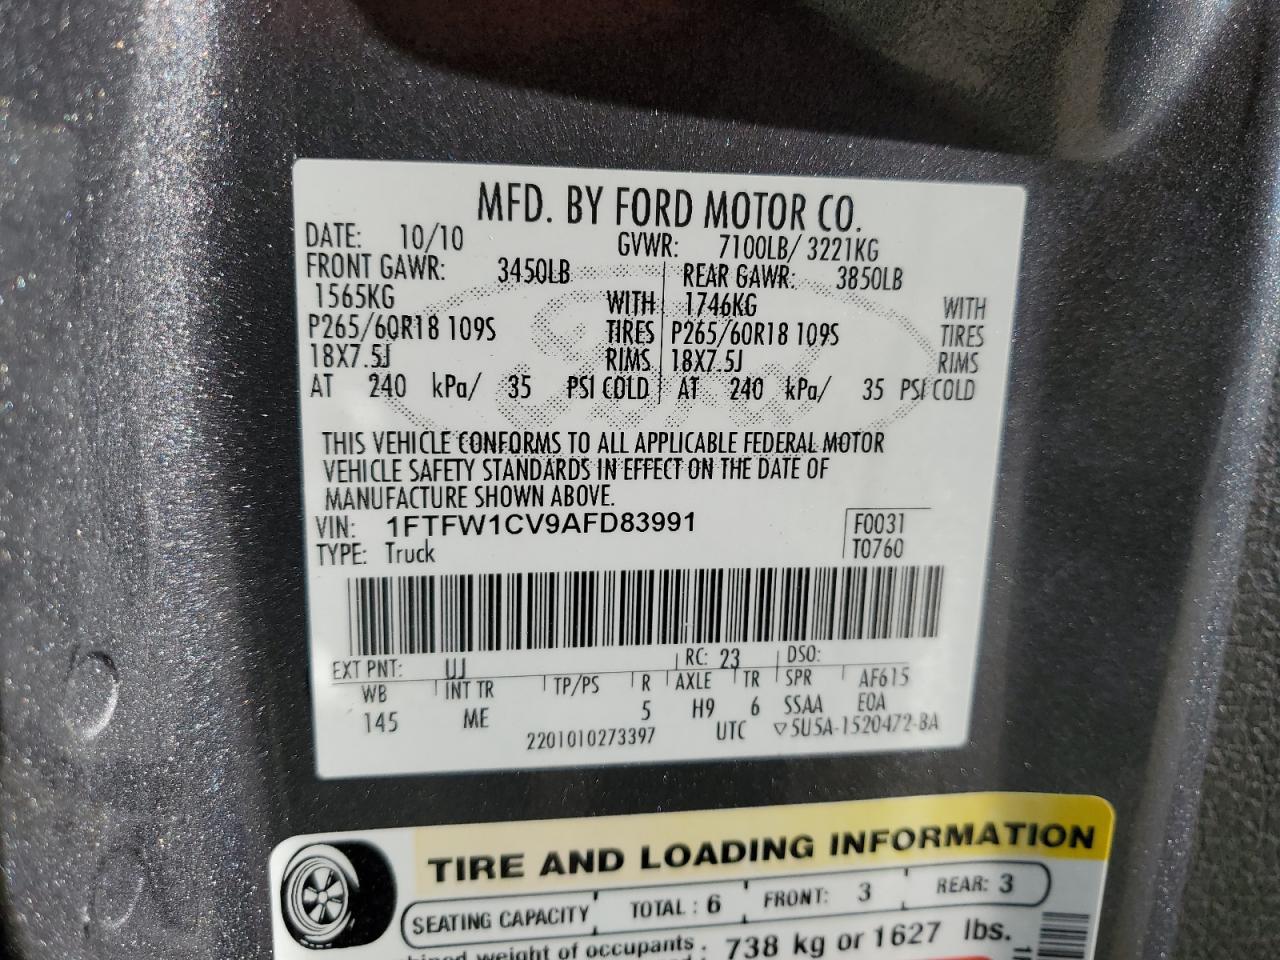 MFD. BY FORD MOTOR CO.
DATE: 10/10 GVWR: 7100LB/ 3221KG
FRONT GAWR: 3450LB REAR GAWR: 3850LB
1565KG WITH 1746KG WITH
P265/60R18 109S TIRES P265/60R18 109S TIRES
18X7.5J RIMS 18X7.5J RIMS
AT 240 kPa/ 35 PSI COLD AT 240 kPa/ 35 PSI COLD
THIS VEHICLE CONFORMS TO ALL APPLICABLE FEDERAL MOTOR
VEHICLE SAFETY STANDARDS IN EFFECT ON THE DATE OF
MANUFACTURE SHOWN ABOVE.
VIN: 1FTFW1CV9AFD83991 F0031
TYPE: Truck T0760
EXT PNT: UJ RC: 23 DSO:
WB INT TR TP/PS R AXLE TR SPR AF615
145 ME 5 H9 6 SSAA E0A
2201010273397 UTC ▽5U5A-1520472-BA
TIRE AND LOADING INFORMATION
SEATING CAPACITY TOTAL : 6 FRONT: 3 REAR: 3
weight of occupants 738 kg or 1627 lbs.